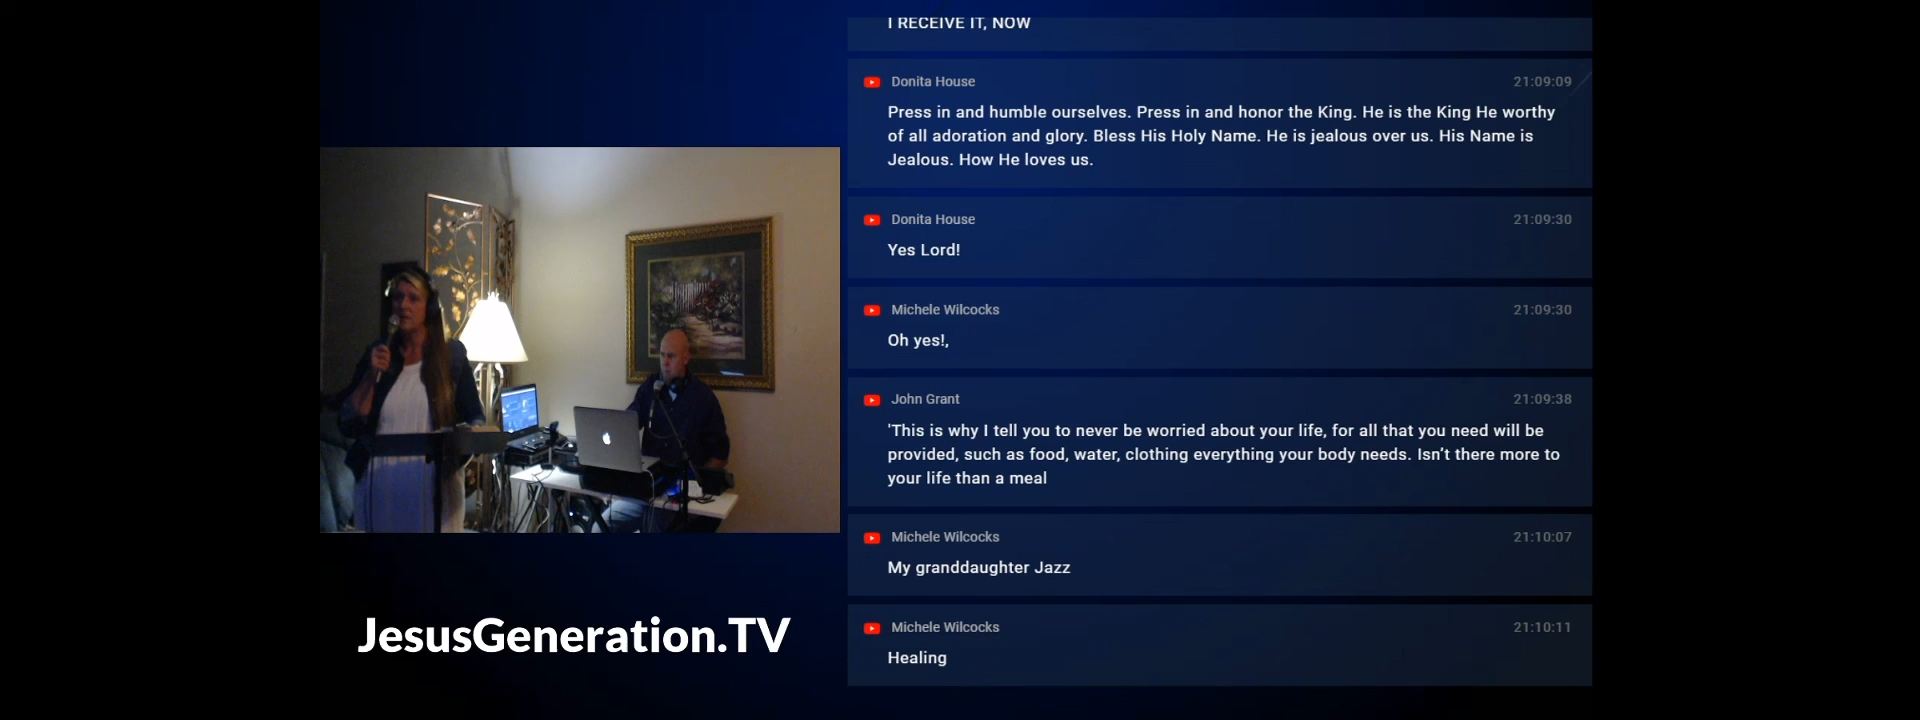 I RECEIVE IT, NOW
Donita House 21:09:09
Press in and humble ourselves. Press in and honor the King. He is the King He worthy
of all adoration and glory. Bless His Holy Name. He is jealous over us. His Name is
Jealous. How He loves us.
Donita House 21:09:30
Yes Lord!
Michele Wilcocks 21:09:30
Oh yes!,
John Grant 21:09:38
'This is why I tell you to never be worried about your life, for all that you need will be
provided, such as food, water, clothing everything your body needs. Isn’t there more to
your life than a meal
Michele Wilcocks 21:10:07
My granddaughter Jazz
Michele Wilcocks 21:10:11
Healing
JesusGeneration.TV